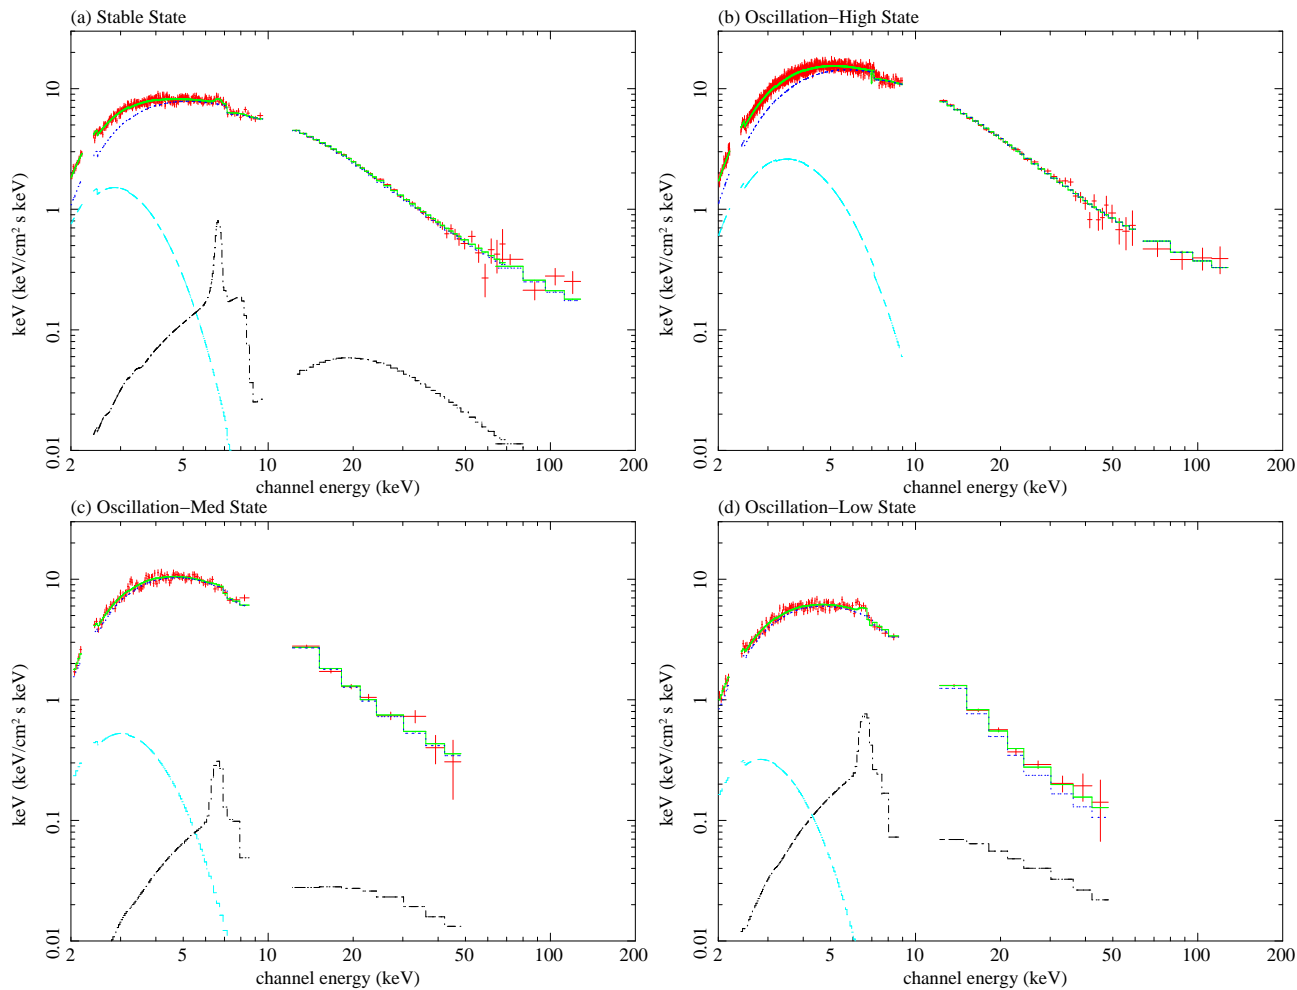 (a) Stable State
keV (keV/cm² s keV)
10
1
0.1
0.01
2 5 10 20 50 100 200
channel energy (keV)
(b) Oscillation−High State
keV (keV/cm² s keV)
10
1
0.1
0.01
2 5 10 20 50 100 200
channel energy (keV)
(c) Oscillation−Med State
keV (keV/cm² s keV)
10
1
0.1
0.01
2 5 10 20 50 100 200
channel energy (keV)
(d) Oscillation−Low State
keV (keV/cm² s keV)
10
1
0.1
0.01
2 5 10 20 50 100 200
channel energy (keV)